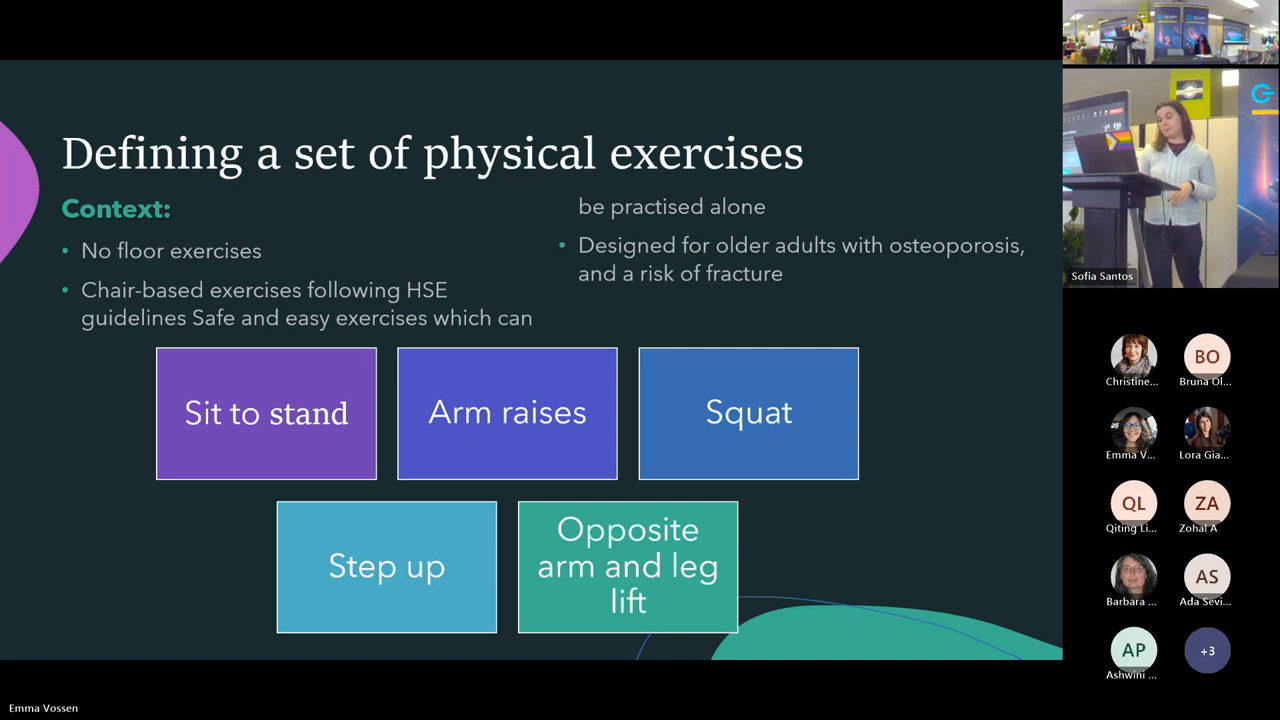 Defining a set of physical exercises
Context:
• No floor exercises
• Chair-based exercises following HSE
guidelines Safe and easy exercises which can
be practised alone
• Designed for older adults with osteoporosis,
and a risk of fracture
Sit to stand
Arm raises
Squat
Step up
Opposite
arm and leg
lift
Sofia Santos
Christine...
BO
Bruna Ol...
Emma V...
Lora Gia...
QL
Qiting Li...
ZA
Zohal A
Barbara ...
AS
Ada Sevi...
AP
Ashwini ...
+3
Emma Vossen